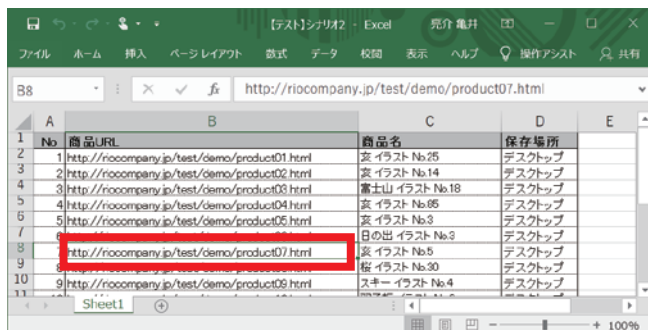 【テスト】シナリオ2 - Excel 亮介 亀井
ファイル ホーム 挿入 ページ レイアウト 数式 データ 校閲 表示 ヘルプ 操作アシスト 共有
B8 fx http://riocompany.jp/test/demo/product07.html
A B C D E
1 No 商品URL 商品名 保存場所
2 1 http://riocompany.jp/test/demo/product01.html 亥 イラスト No.25 デスクトップ
3 2 http://riocompany.jp/test/demo/product02.html 亥 イラスト No.14 デスクトップ
4 3 http://riocompany.jp/test/demo/product03.html 富士山 イラスト No.18 デスクトップ
5 4 http://riocompany.jp/test/demo/product04.html 亥 イラスト No.85 デスクトップ
6 5 http://riocompany.jp/test/demo/product05.html 亥 イラスト No.3 デスクトップ
7 6 日の出 イラスト No.3 デスクトップ
8 7 http://riocompany.jp/test/demo/product07.html 亥 イラスト No.5 デスクトップ
9 8 桜 イラスト No.30 デスクトップ
10 9 http://riocompany.jp/test/demo/product09.html スキー イラスト No.4 デスクトップ
11
Sheet1
100%